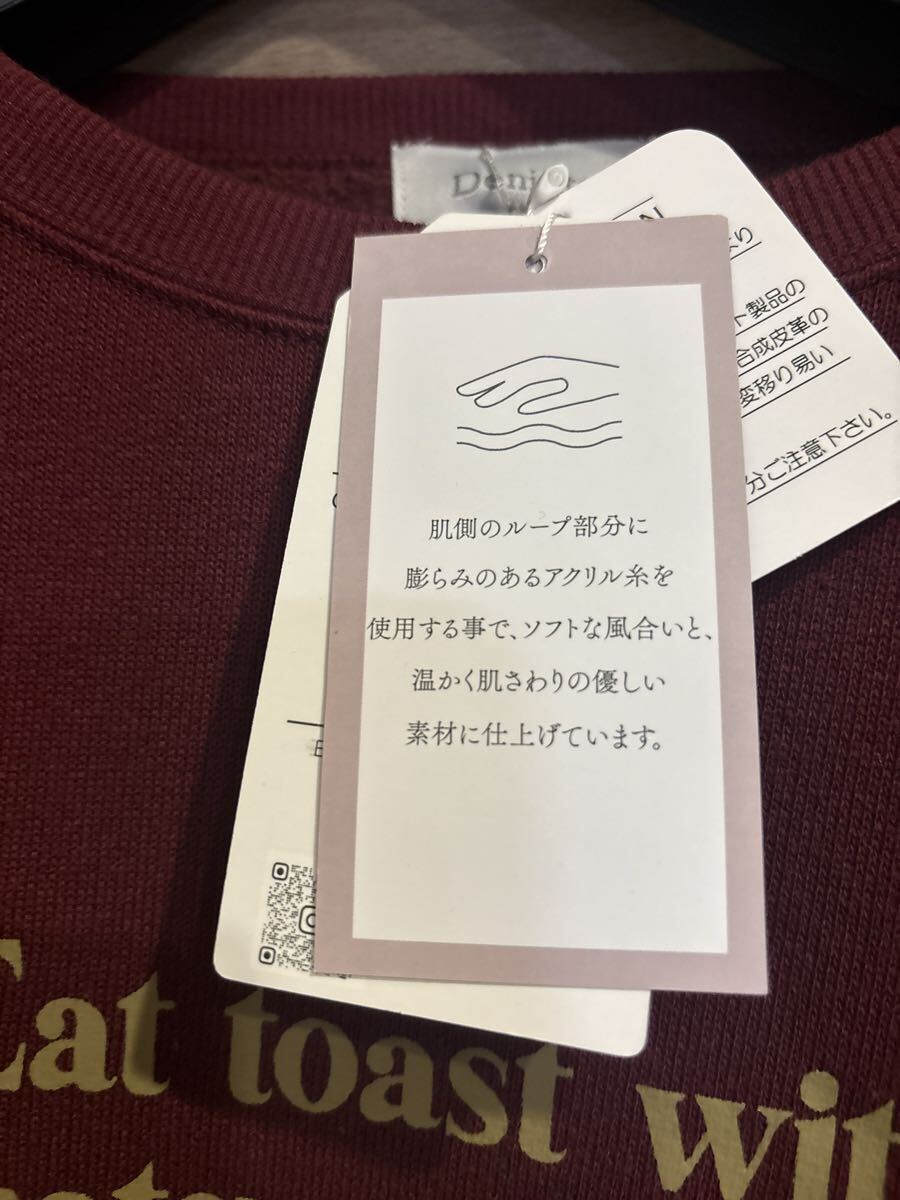 肌側のループ部分に
膨らみのあるアクリル糸を
使用する事で、ソフトな風合いと、
温かく肌さわりの優しい
素材に仕上げています。
製品の
合成皮革の
変移り易い
分ご注意下さい。
Eat toast